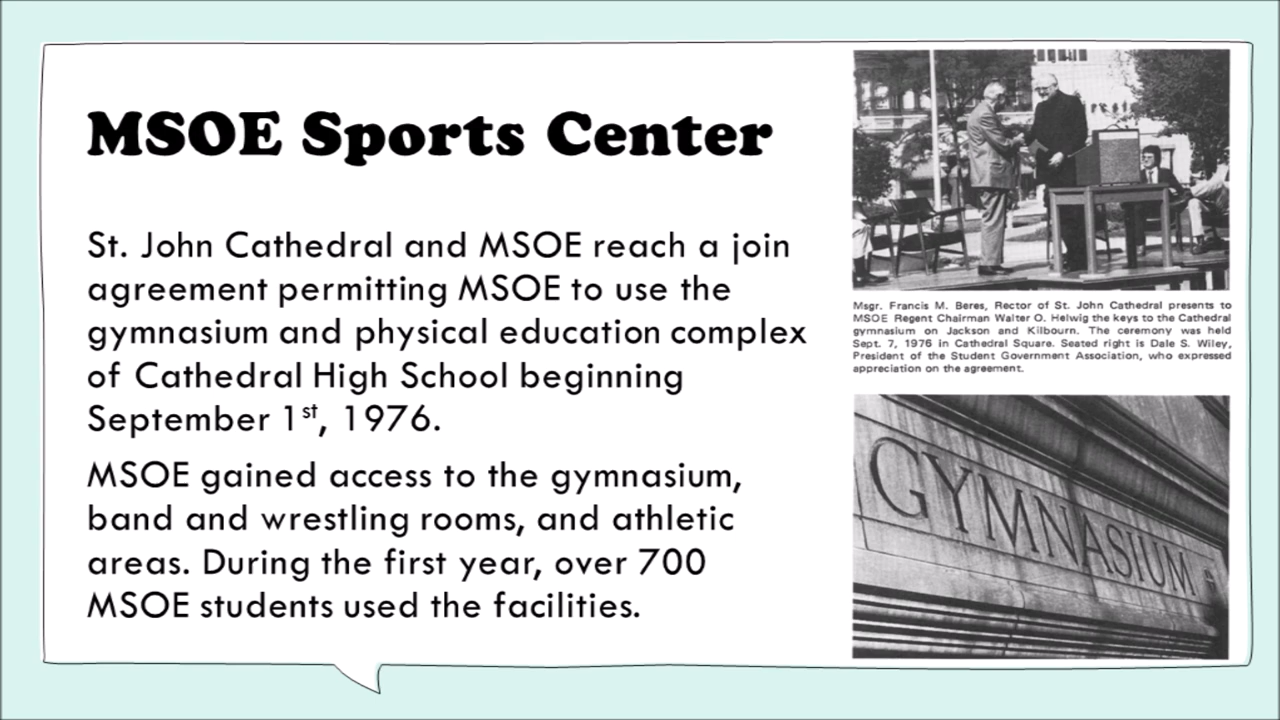 MSOE Sports Center
St. John Cathedral and MSOE reach a join
agreement permitting MSOE to use the
gymnasium and physical education complex
of Cathedral High School beginning
September 1st, 1976.
MSOE gained access to the gymnasium,
band and wrestling rooms, and athletic
areas. During the first year, over 700
MSOE students used the facilities.
Msgr. Francis M. Beres, Rector of St. John Cathedral presents to
MSOE Regent Chairman Walter O. Helwig the keys to the Cathedral
gymnasium on Jackson and Kilbourn. The ceremony was held
Sept. 7, 1976 in Cathedral Square. Seated right is Dale S. Wiley,
President of the Student Government Association, who expressed
appreciation on the agreement.
GYMNASIUM